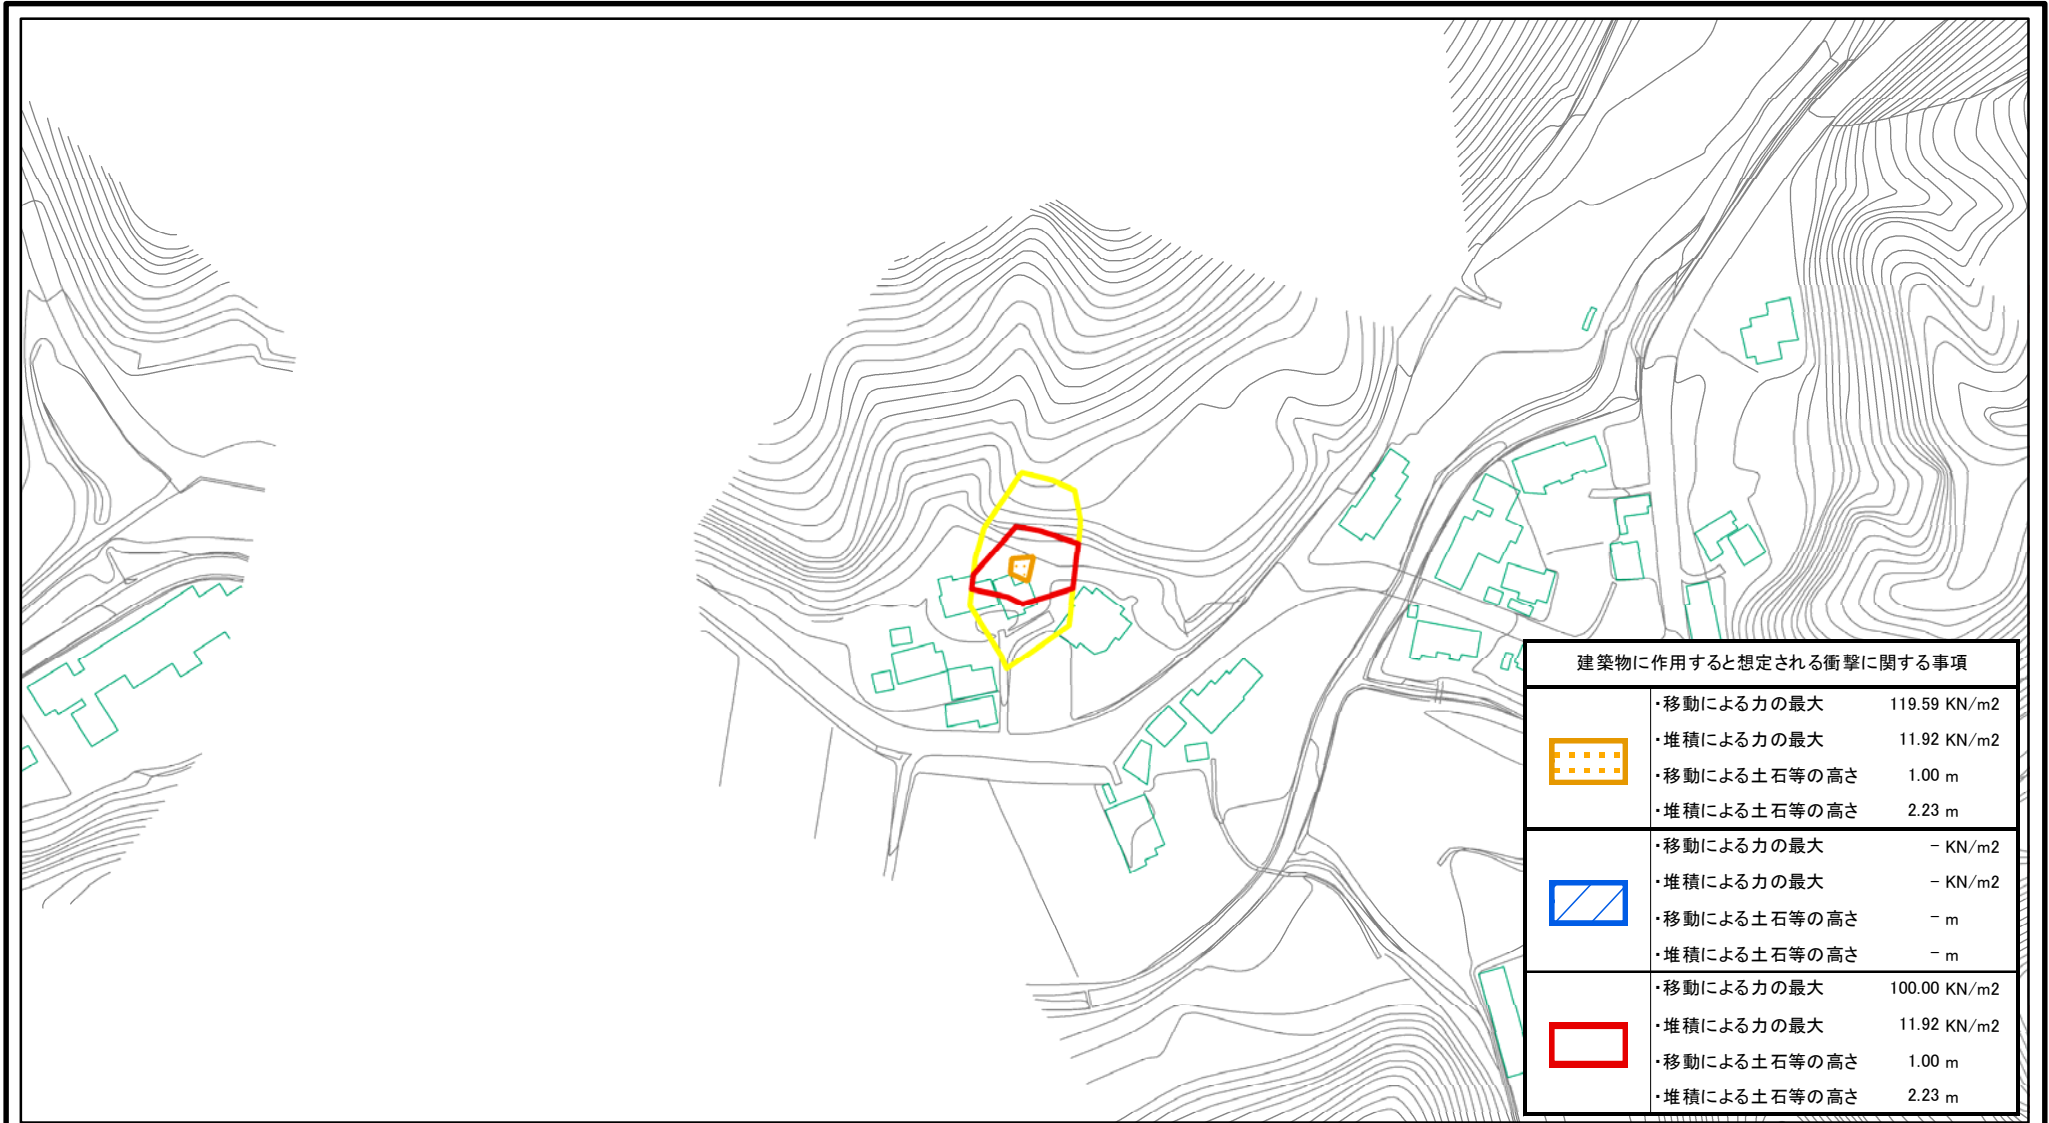 建築物に作用すると想定される衝撃に関する事項
・移動による力の最大 119.59 KN/m2
・堆積による力の最大 11.92 KN/m2
・移動による土石等の高さ 1.00 m
・堆積による土石等の高さ 2.23 m
・移動による力の最大 － KN/m2
・堆積による力の最大 － KN/m2
・移動による土石等の高さ － m
・堆積による土石等の高さ － m
・移動による力の最大 100.00 KN/m2
・堆積による力の最大 11.92 KN/m2
・移動による土石等の高さ 1.00 m
・堆積による土石等の高さ 2.23 m